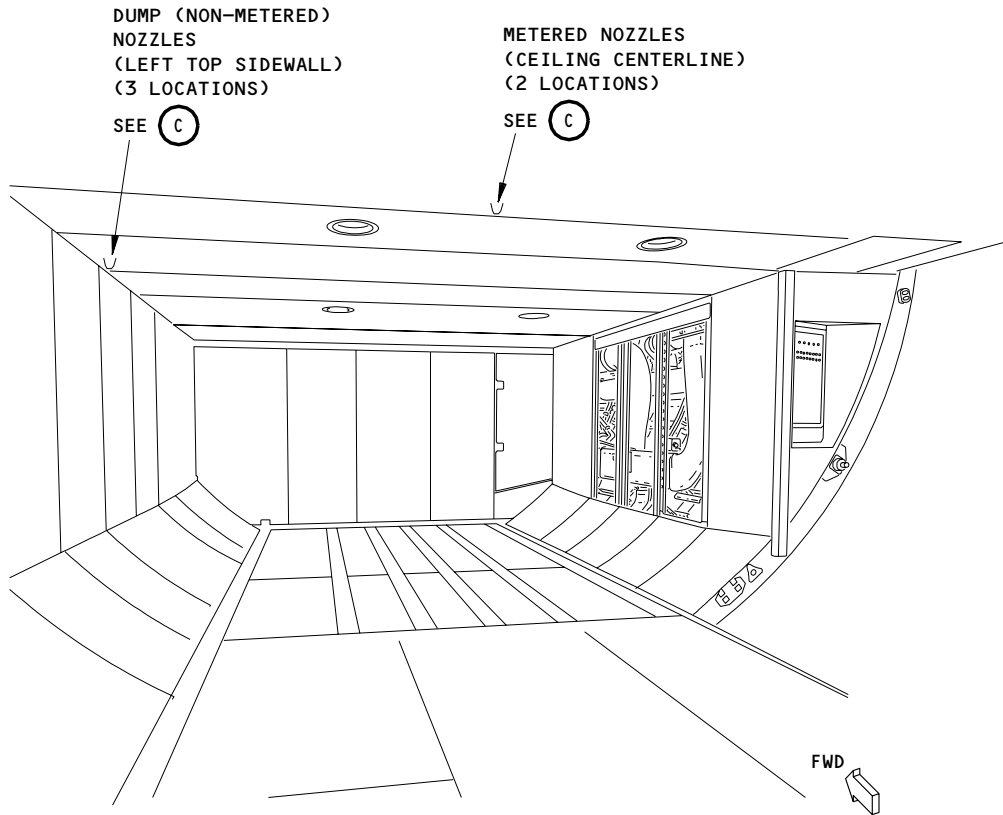 DUMP (NON-METERED)
NOZZLES
(LEFT TOP SIDEWALL)
(3 LOCATIONS)
SEE C
METERED NOZZLES
(CEILING CENTERLINE)
(2 LOCATIONS)
SEE C
FWD